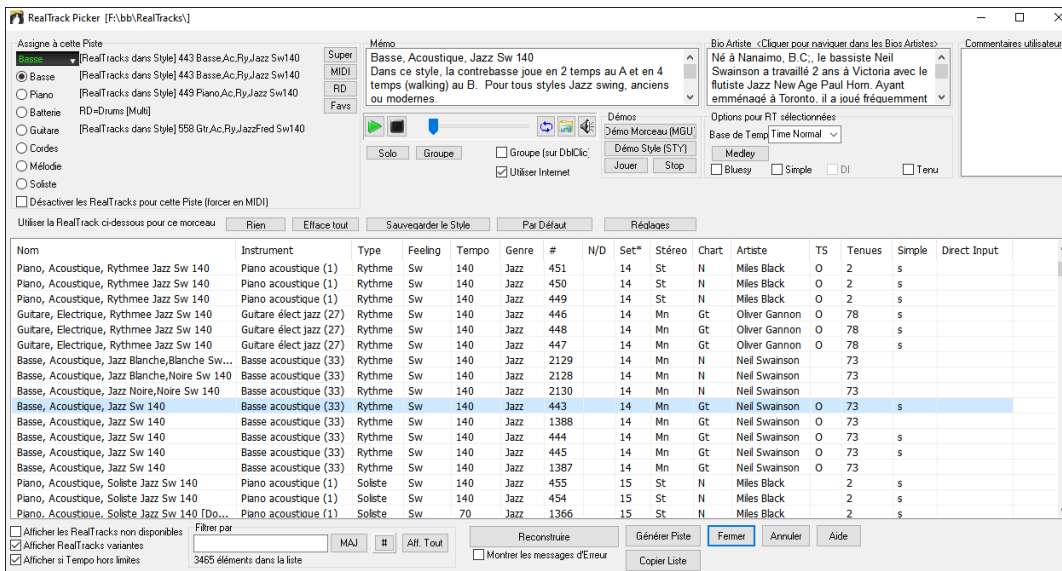 RealTrack Picker [F:\bb\RealTracks\]
Assigne à cette Piste
Basse [RealTracks dans Style] 443 Basse,Ac,Ry,Jazz Sw140
Basse [RealTracks dans Style] 443 Basse,Ac,Ry,Jazz Sw140
Piano [RealTracks dans Style] 449 Piano,Ac,Ry,Jazz Sw140
Batterie RD=Drums [Multi]
Guitare [RealTracks dans Style] 558 Gtr,Ac,Ry,JazzFred Sw140
Cordes
Mélodie
Soliste
Désactiver les RealTracks pour cette Piste (forcer en MIDI)
Super
MIDI
RD
Favs
Mémo
Basse, Acoustique, Jazz Sw 140
Dans ce style, la contrebasse joue en 2 temps au A et en 4
temps (walking) au B. Pour tous styles Jazz swing, anciens
ou modernes.
Solo Groupe
Groupe (sur DblClic)
Utiliser Internet
Démos
Démo Morceau (MGU)
Démo Style (STY)
Jouer Stop
Bio Artiste <Cliquer pour naviguer dans les Bios Artistes>
Né à Nanaimo, B.C;, le bassiste Neil
Swainson a travaillé 2 ans à Victoria avec le
flutiste Jazz New Age Paul Horn. Ayant
emménagé à Toronto, il a joué fréquemment
Options pour RT sélectionnées
Base de Temp Time Normal
Medley
Bluesy Simple DI Tenu
Commentaires utilisateur
Utiliser la RealTrack ci-dessous pour ce morceau Rien Efface tout Sauvegarder le Style Par Défaut Réglages
Nom Instrument Type Feeling Tempo Genre # N/D Set* Stéreo Chart Artiste TS Tenues Simple Direct Input
Piano, Acoustique, Rythmee Jazz Sw 140 Piano acoustique (1) Rythme Sw 140 Jazz 451 14 St N Miles Black O 2 s
Piano, Acoustique, Rythmee Jazz Sw 140 Piano acoustique (1) Rythme Sw 140 Jazz 450 14 St N Miles Black O 2 s
Piano, Acoustique, Rythmee Jazz Sw 140 Piano acoustique (1) Rythme Sw 140 Jazz 449 14 St N Miles Black O 2 s
Guitare, Electrique, Rythmee Jazz Sw 140 Guitare élect jazz (27) Rythme Sw 140 Jazz 446 14 Mn Gt Oliver Gannon O 78 s
Guitare, Electrique, Rythmee Jazz Sw 140 Guitare élect jazz (27) Rythme Sw 140 Jazz 448 14 Mn Gt Oliver Gannon O 78 s
Guitare, Electrique, Rythmee Jazz Sw 140 Guitare élect jazz (27) Rythme Sw 140 Jazz 447 14 Mn Gt Oliver Gannon O 78 s
Basse, Acoustique, Jazz Blanche,Blanche Sw... Basse acoustique (33) Rythme Sw 140 Jazz 2129 14 Mn N Neil Swainson 73
Basse, Acoustique, Jazz Blanche,Noire Sw 140 Basse acoustique (33) Rythme Sw 140 Jazz 2128 14 Mn N Neil Swainson 73
Basse, Acoustique, Jazz Noire,Noire Sw 140 Basse acoustique (33) Rythme Sw 140 Jazz 2130 14 Mn N Neil Swainson 73
Basse, Acoustique, Jazz Sw 140 Basse acoustique (33) Rythme Sw 140 Jazz 443 14 Mn Gt Neil Swainson O 73 s
Basse, Acoustique, Jazz Sw 140 Basse acoustique (33) Rythme Sw 140 Jazz 1388 14 Mn Gt Neil Swainson O 73
Basse, Acoustique, Jazz Sw 140 Basse acoustique (33) Rythme Sw 140 Jazz 444 14 Mn Gt Neil Swainson O 73 s
Basse, Acoustique, Jazz Sw 140 Basse acoustique (33) Rythme Sw 140 Jazz 445 14 Mn Gt Neil Swainson O 73 s
Basse, Acoustique, Jazz Sw 140 Basse acoustique (33) Rythme Sw 140 Jazz 1387 14 Mn Gt Neil Swainson O 73
Piano, Acoustique, Soliste Jazz Sw 140 Piano acoustique (1) Soliste Sw 140 Jazz 455 15 St N Miles Black 2 s
Piano, Acoustique, Soliste Jazz Sw 140 Piano acoustique (1) Soliste Sw 140 Jazz 454 15 St N Miles Black 2 s
Piano, Acoustique, Soliste Jazz Sw 140 [Do... Piano acoustique (1) Soliste Sw 70 Jazz 1366 15 St N Miles Black 2 s
Afficher les RealTracks non disponibles
Afficher RealTracks variantes
Afficher si Tempo hors limites
Filtrer par
MAJ # Aff. Tout
3465 éléments dans la liste
Reconstruire
Montrer les messages d'Erreur
Générer Piste Fermer Annuler Aide
Copier Liste